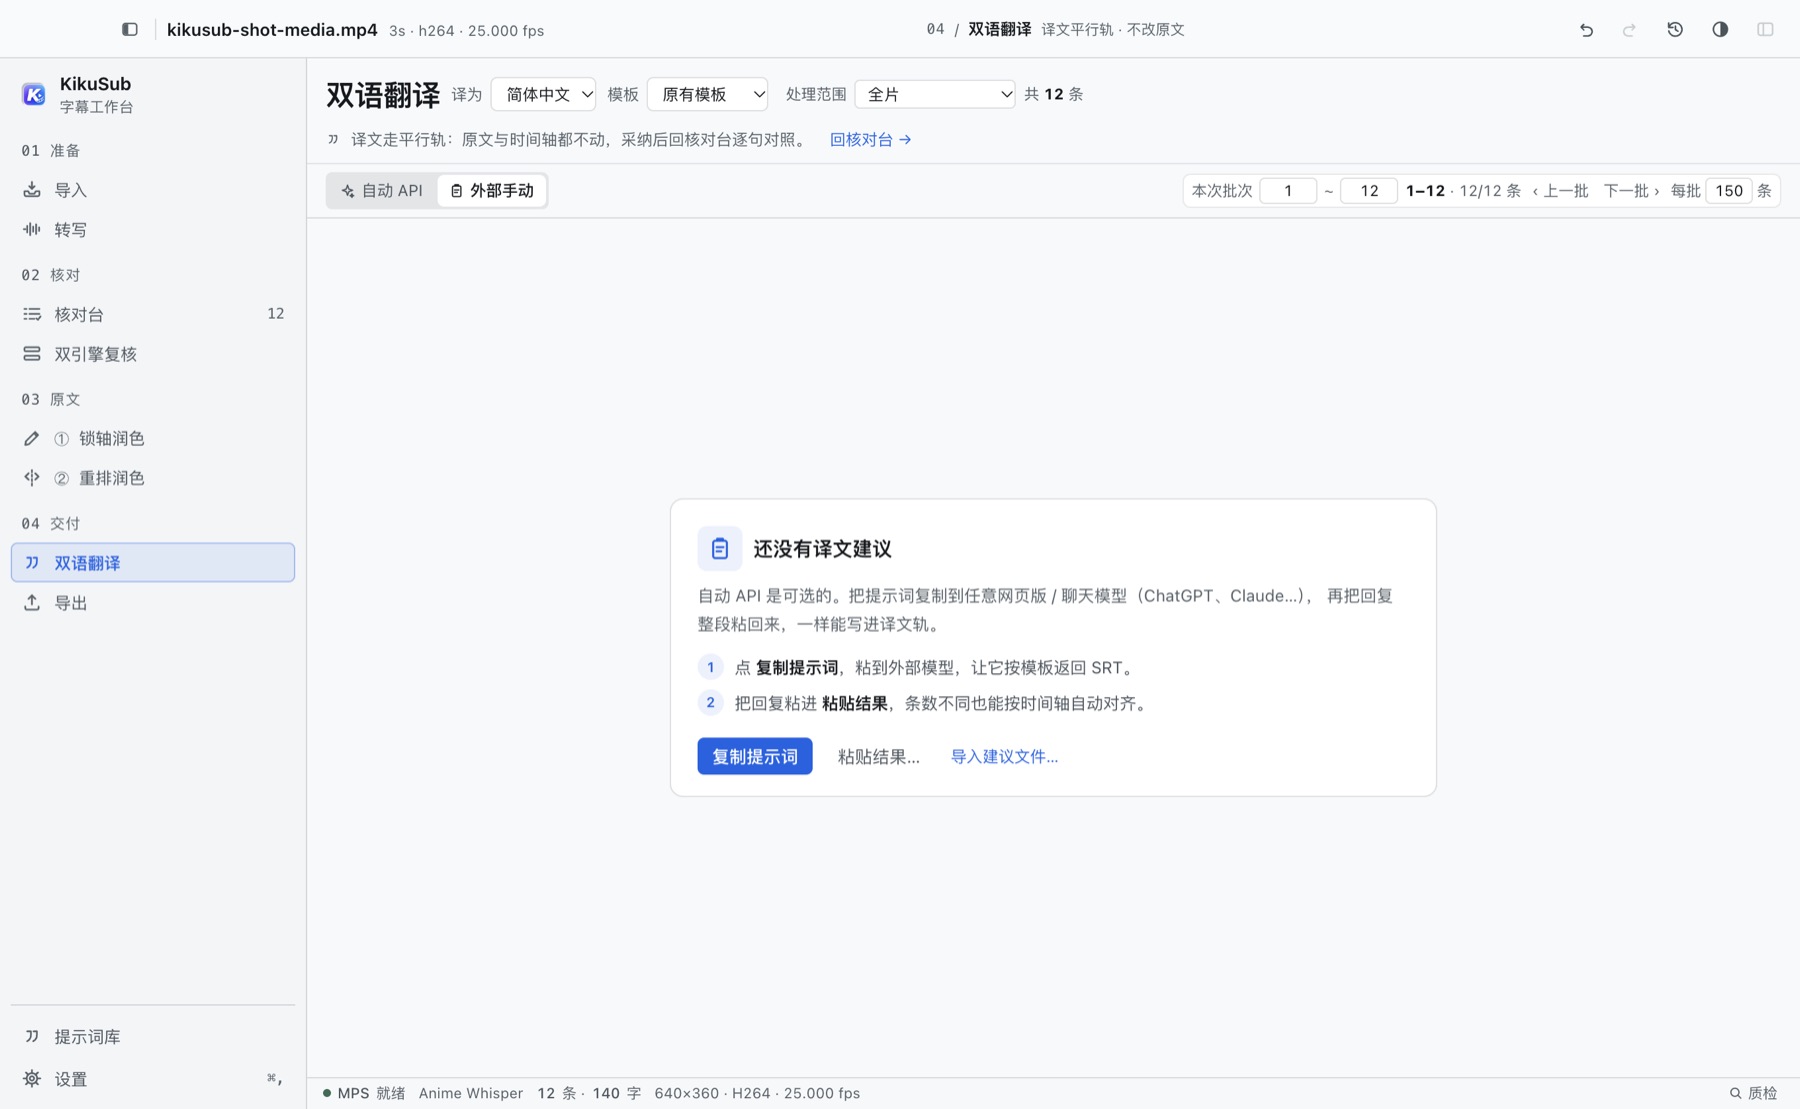 kikusub-shot-media.mp4 3s · h264 · 25.000 fps
04 / 双语翻译 译文平行轨 · 不改原文
KikuSub
字幕工作台
01 准备
导入
转写
02 核对
核对台 12
双引擎复核
03 原文
① 锁轴润色
② 重排润色
04 交付
双语翻译
导出
提示词库
设置 ⌘,
双语翻译 译为 简体中文 模板 原有模板 处理范围 全片 共 12 条
译文走平行轨：原文与时间轴都不动，采纳后回核对台逐句对照。 回核对台 →
自动 API 外部手动
本次批次 1 ~ 12 1–12 · 12/12 条 ‹ 上一批 下一批 › 每批 150 条
还没有译文建议
自动 API 是可选的。把提示词复制到任意网页版 / 聊天模型（ChatGPT、Claude…）， 再把回复
整段粘回来，一样能写进译文轨。
1 点 复制提示词，粘到外部模型，让它按模板返回 SRT。
2 把回复粘进 粘贴结果，条数不同也能按时间轴自动对齐。
复制提示词 粘贴结果… 导入建议文件…
MPS 就绪 Anime Whisper 12 条 · 140 字 640×360 · H264 · 25.000 fps
质检